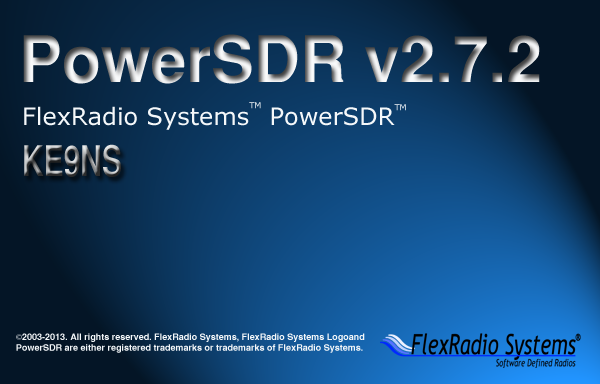 PowerSDR v2.7.2
FlexRadio Systems™ PowerSDR™
KE9NS
©2003-2013. All rights reserved. FlexRadio Systems, FlexRadio Systems Logoand
PowerSDR are either registered trademarks or trademarks of FlexRadio Systems.
FlexRadio Systems®
Software Defined Radios